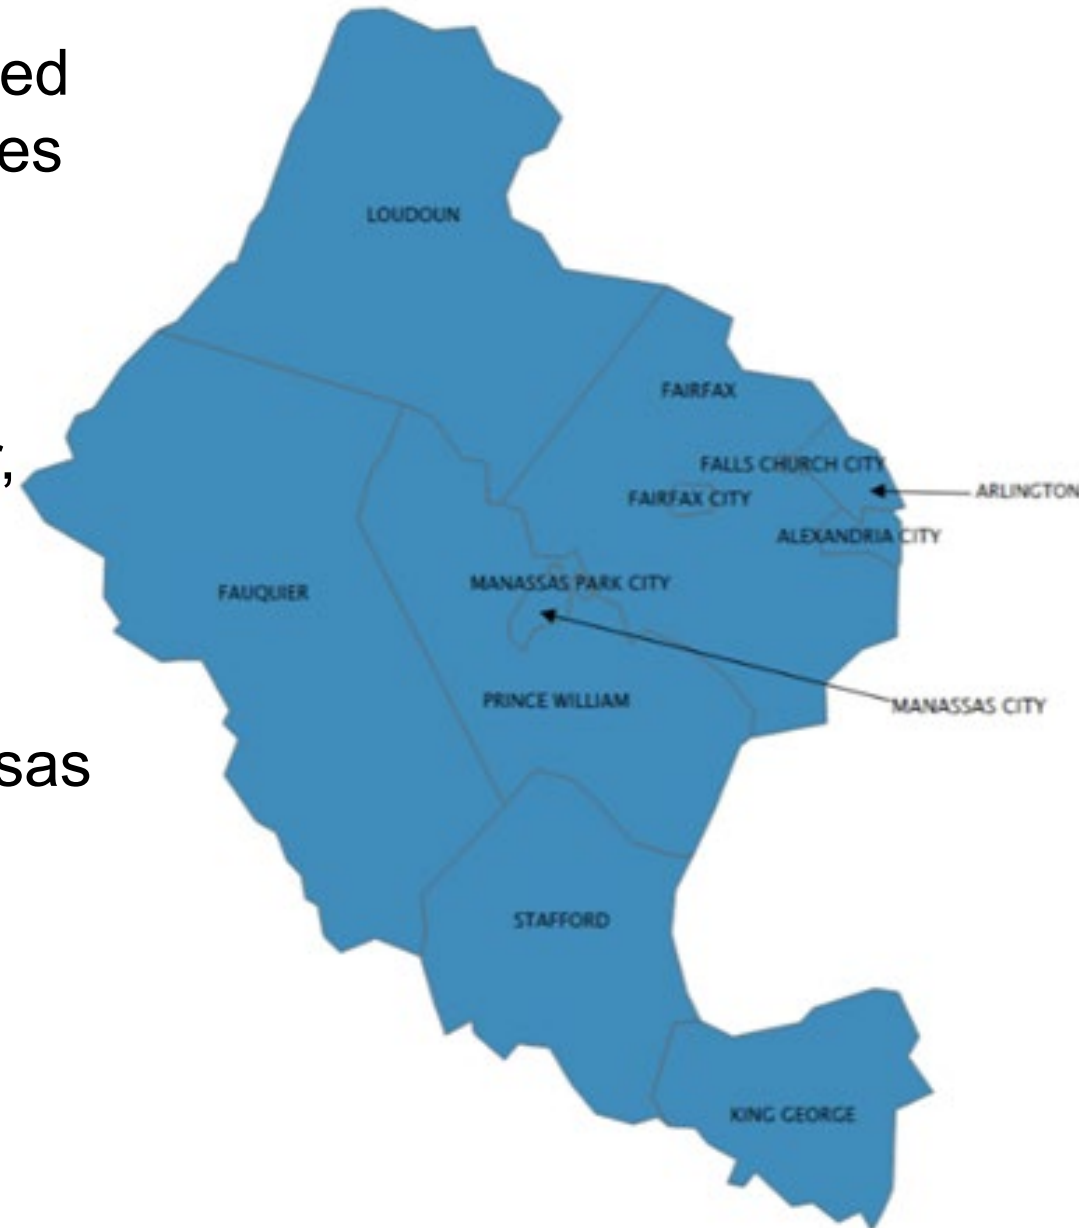 ed
es
LOUDOUN
FAIRFAX
r,
FALLS CHURCH CITY
FAIRFAX CITY
ARLINGTON
ALEXANDRIA CITY
MANASSAS PARK CITY
FAUQUIER
PRINCE WILLIAM
MANASSAS CITY
sas
STAFFORD
KING GEORGE